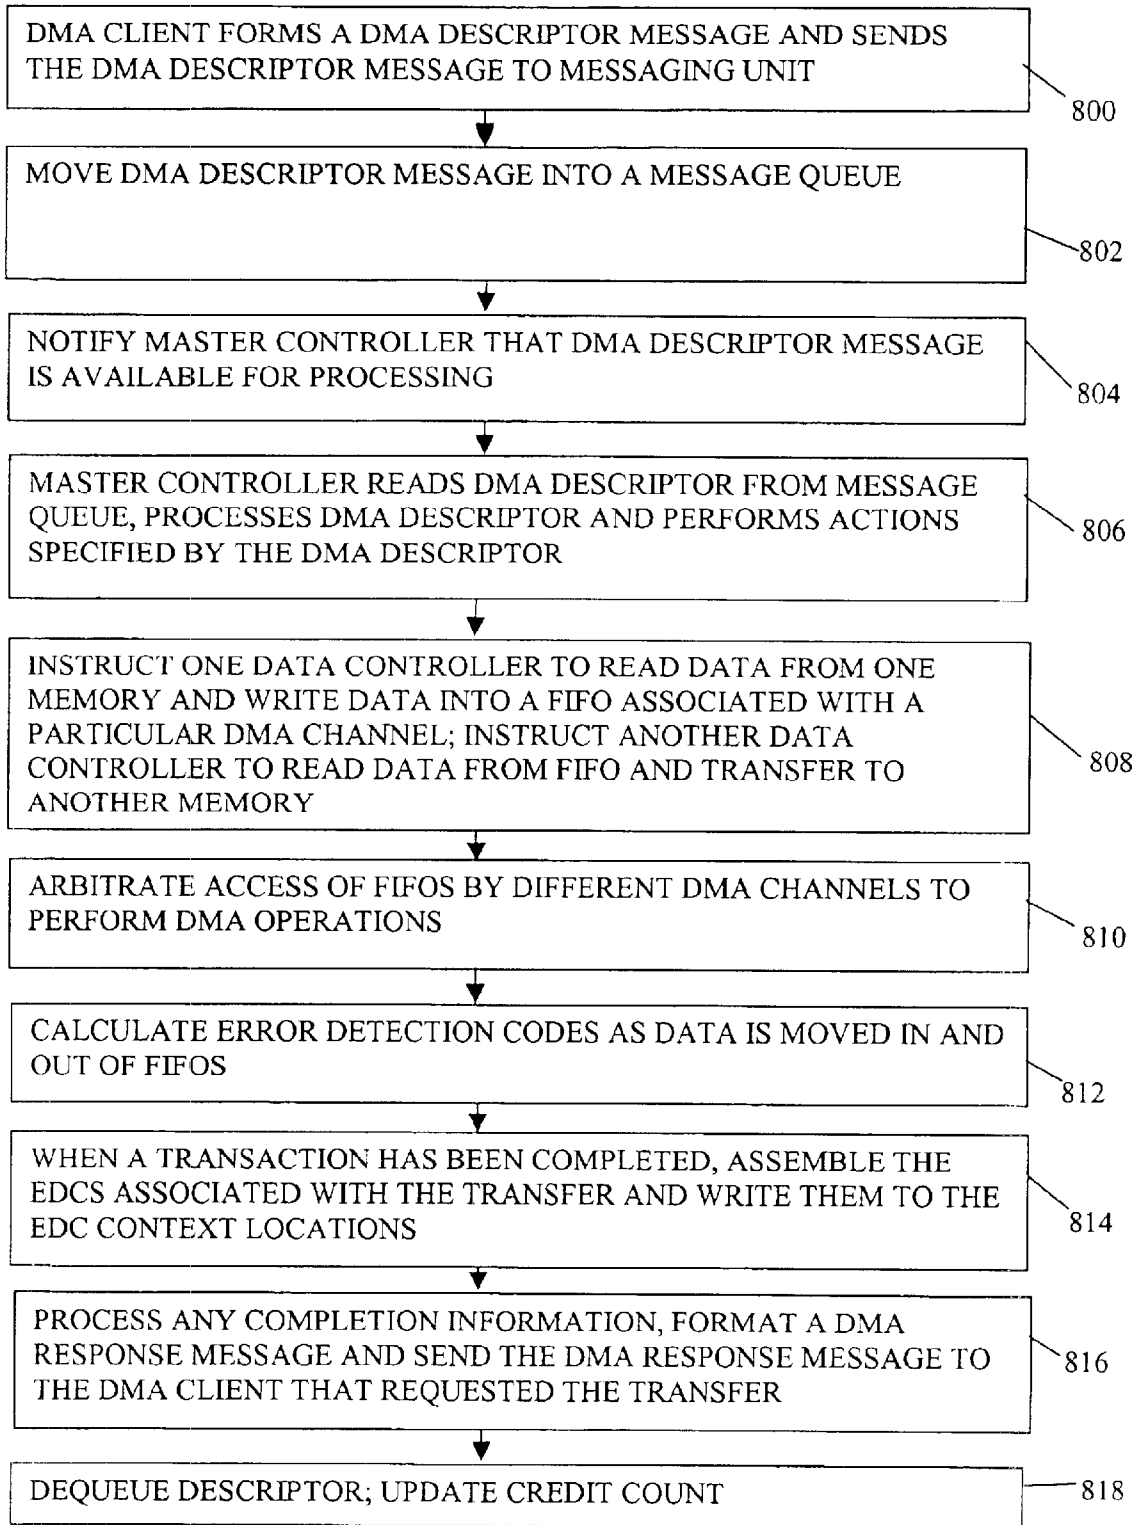 DMA CLIENT FORMS A DMA DESCRIPTOR MESSAGE AND SENDS
THE DMA DESCRIPTOR MESSAGE TO MESSAGING UNIT
800
MOVE DMA DESCRIPTOR MESSAGE INTO A MESSAGE QUEUE
802
NOTIFY MASTER CONTROLLER THAT DMA DESCRIPTOR MESSAGE
IS AVAILABLE FOR PROCESSING
804
MASTER CONTROLLER READS DMA DESCRIPTOR FROM MESSAGE
QUEUE, PROCESSES DMA DESCRIPTOR AND PERFORMS ACTIONS
SPECIFIED BY THE DMA DESCRIPTOR
806
INSTRUCT ONE DATA CONTROLLER TO READ DATA FROM ONE
MEMORY AND WRITE DATA INTO A FIFO ASSOCIATED WITH A
PARTICULAR DMA CHANNEL; INSTRUCT ANOTHER DATA
CONTROLLER TO READ DATA FROM FIFO AND TRANSFER TO
ANOTHER MEMORY
808
ARBITRATE ACCESS OF FIFOS BY DIFFERENT DMA CHANNELS TO
PERFORM DMA OPERATIONS
810
CALCULATE ERROR DETECTION CODES AS DATA IS MOVED IN AND
OUT OF FIFOS
812
WHEN A TRANSACTION HAS BEEN COMPLETED, ASSEMBLE THE
EDCS ASSOCIATED WITH THE TRANSFER AND WRITE THEM TO THE
EDC CONTEXT LOCATIONS
814
PROCESS ANY COMPLETION INFORMATION, FORMAT A DMA
RESPONSE MESSAGE AND SEND THE DMA RESPONSE MESSAGE TO
THE DMA CLIENT THAT REQUESTED THE TRANSFER
816
DEQUEUE DESCRIPTOR; UPDATE CREDIT COUNT
818